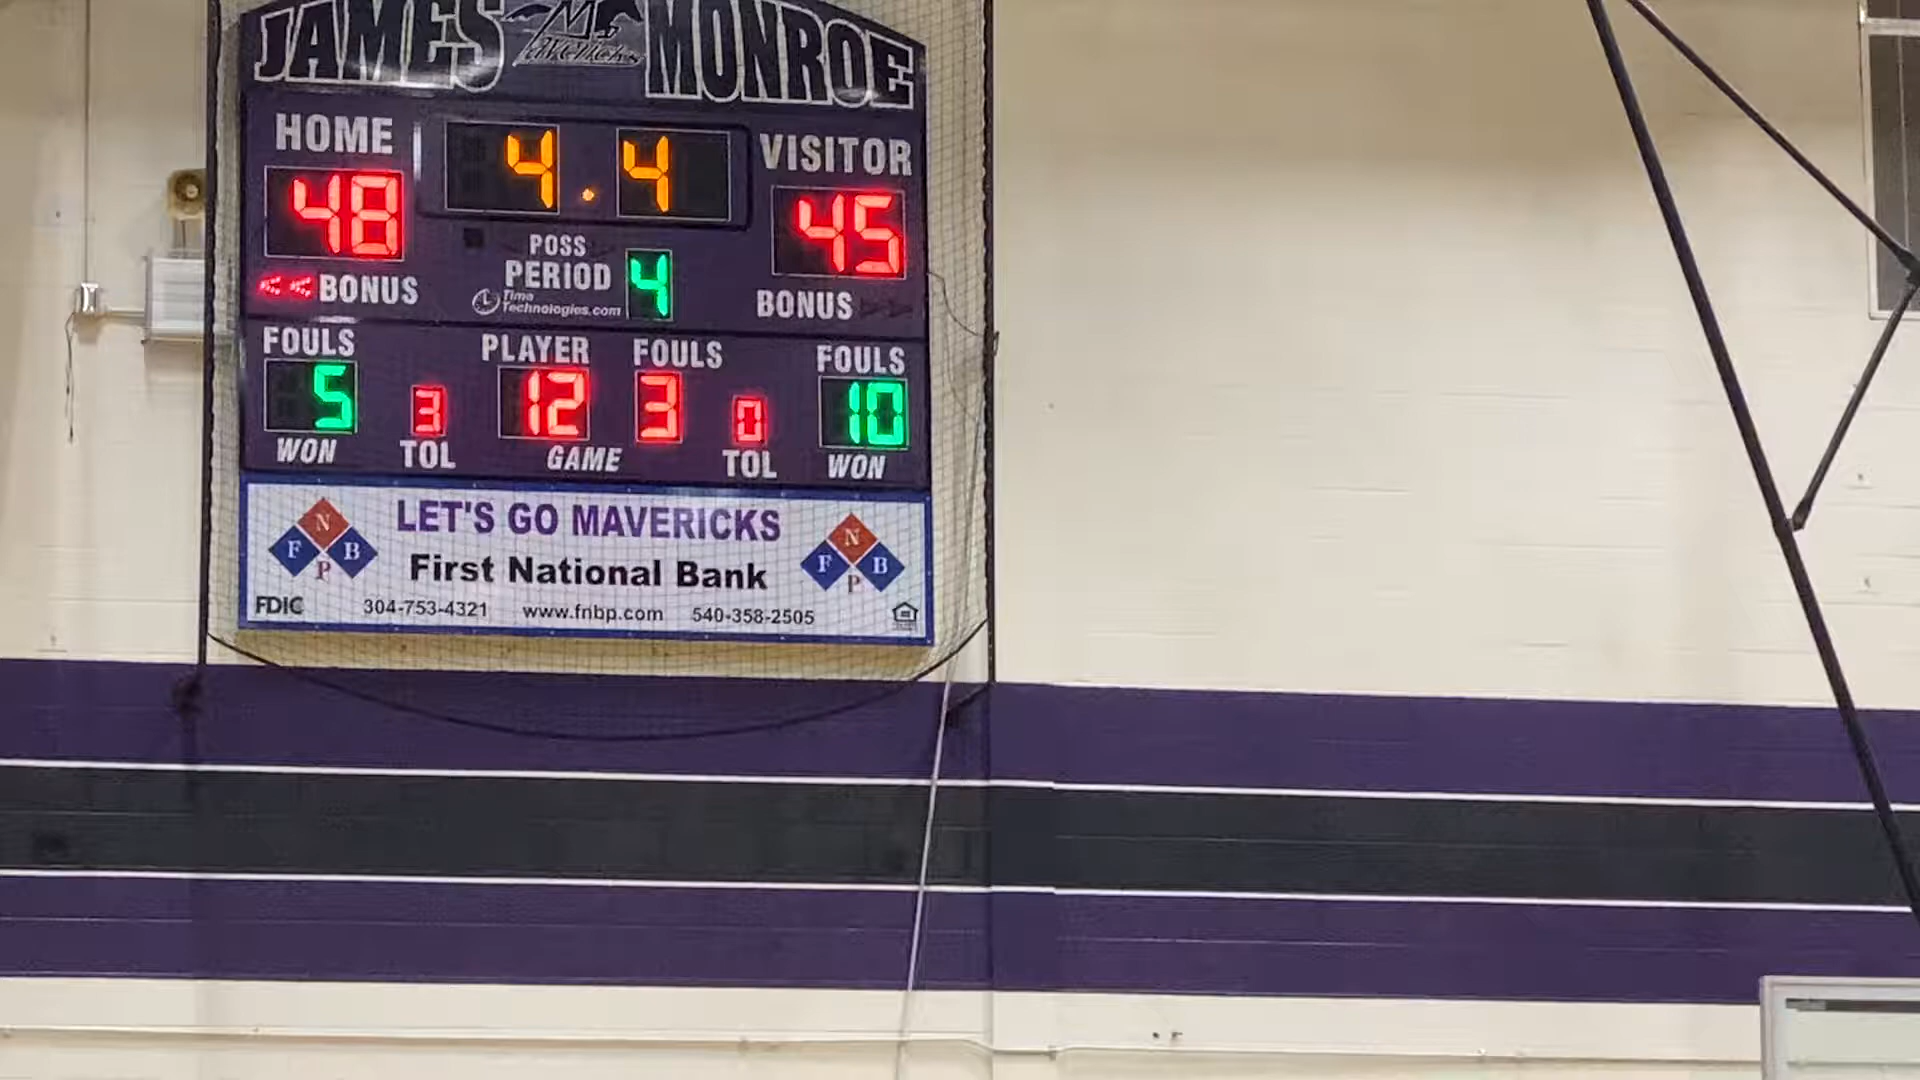 JAMES Mavericks MONROE
HOME 4.4 VISITOR
48 45
POSS
PERIOD 4
<<BONUS BONUS
Time
Technologies.com
FOULS PLAYER FOULS FOULS
5 3 12 3 0 10
WON TOL GAME TOL WON
LET'S GO MAVERICKS
First National Bank
N
F B
P
N
F B
P
FDIC 304-753-4321 www.fnbp.com 540-358-2505